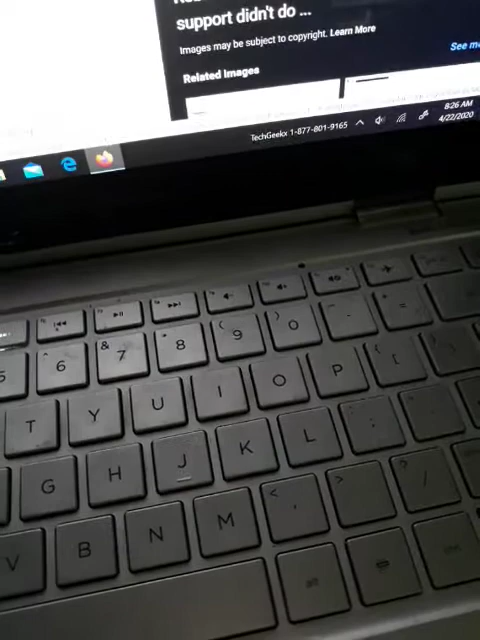 support didn't do ...
Images may be subject to copyright. Learn More
See
Related Images
TechGeekx 1-877-801-9165
8:26 AM
4/22/2020
5 ^ 6 & 7 * 8 ( 9 ) 0 - =
T Y U I O P { [
G H J K L : ;
V B N M < , > ? /